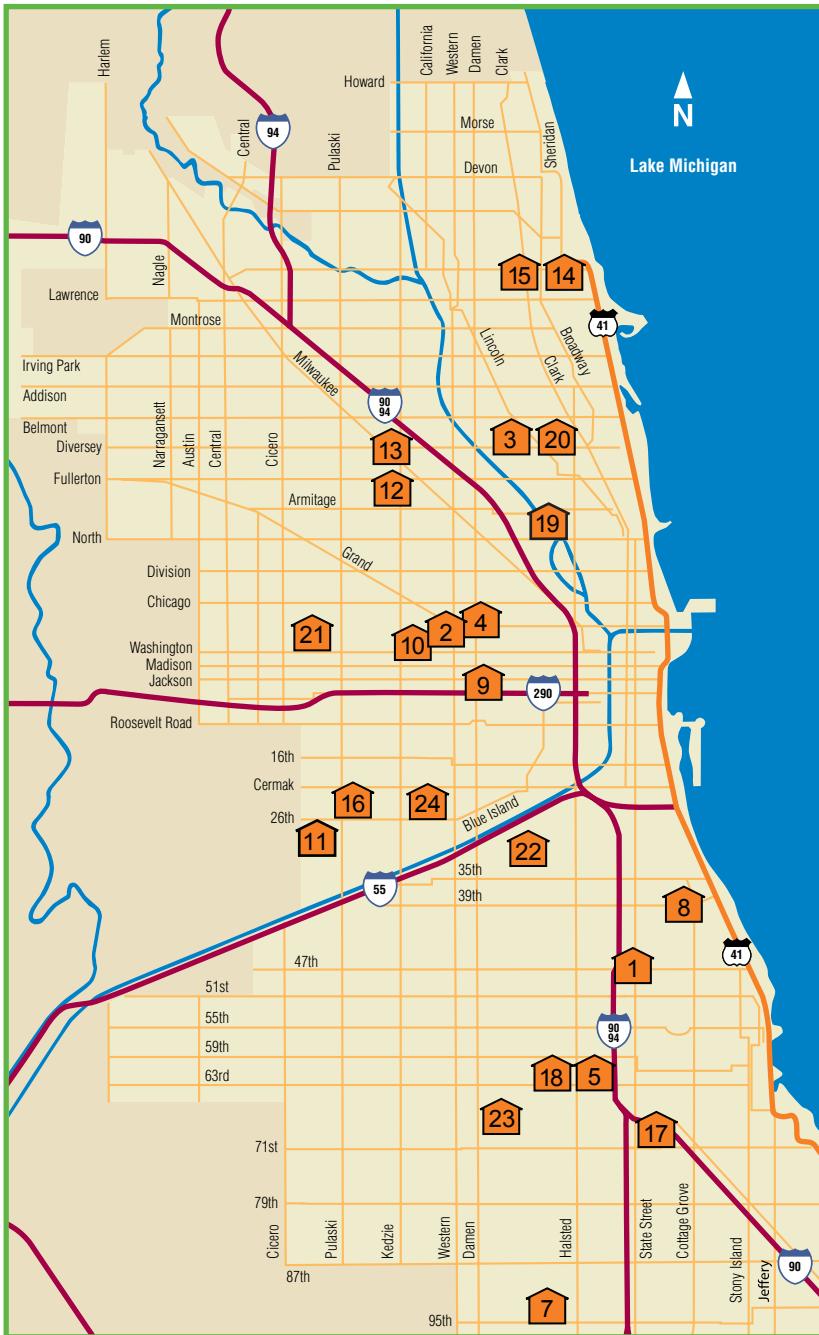 Harlem
California
Western
Damen
Clark
Howard
94
Central
Pulaski
Morse
Sheridan
Devon
N
Lake Michigan
90
Nagle
15
14
Lawrence
Montrose
41
Lincoln
Broadway
Clark
Milwaukee
Irving Park
Addison
90
94
Belmont
Diversey
Naragansett
Austin
Central
Cicero
13
3
20
Fullerton
12
Armitage
19
North
Grand
Division
Chicago
21
10
2
4
Washington
Madison
Jackson
9
290
Roosevelt Road
16th
Cermak
16
24
26th
Blue Island
11
22
35th
55
39th
8
41
47th
1
51st
55th
90
94
59th
18
5
63rd
23
17
71st
79th
Cicero
Pulaski
Kedzie
Western
Damen
Halsted
State Street
Cottage Grove
Stony Island
Jeffery
90
87th
7
95th